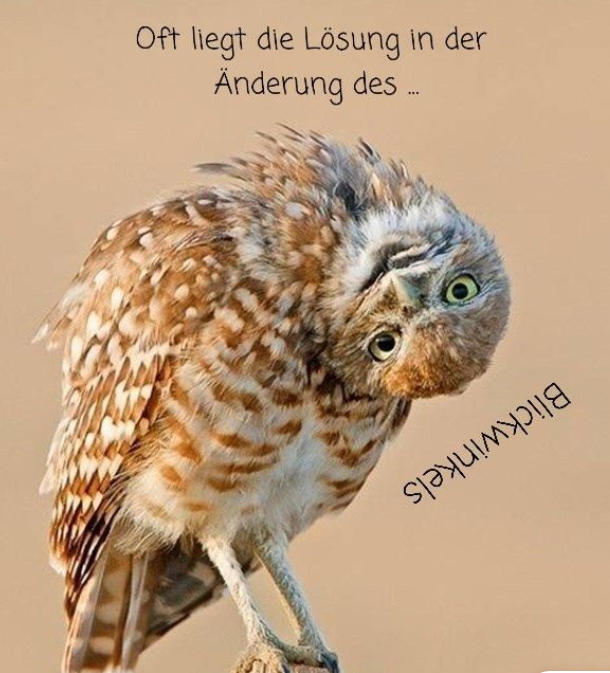 Oft liegt die Lösung in der
Änderung des ...
Blickwinkels